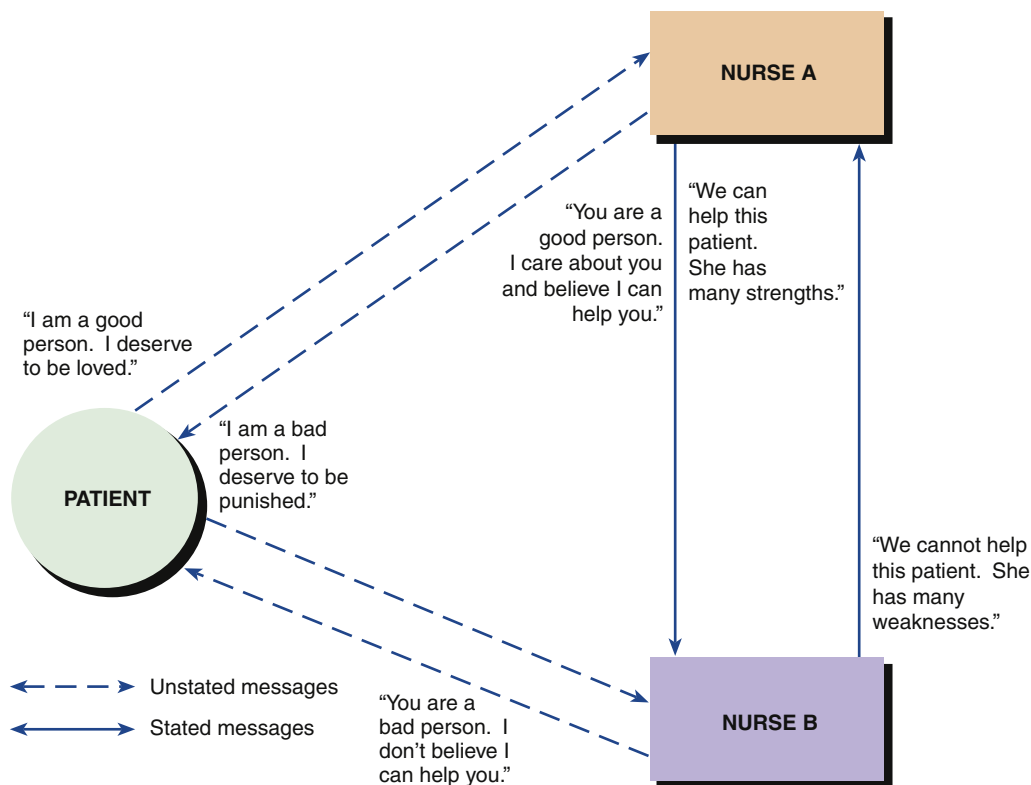 NURSE A
“You are a
good person.
I care about you
and believe I can
help you.”
“We can
help this
patient.
She has
many strengths.”
“I am a good
person.  I deserve
to be loved.”
“I am a bad
person.  I
deserve to be
punished.”
PATIENT
“We cannot help
this patient.  She
has many
weaknesses.”
Unstated messages
Stated messages
“You are a
bad person.  I
don't believe I
can help you.”
NURSE B